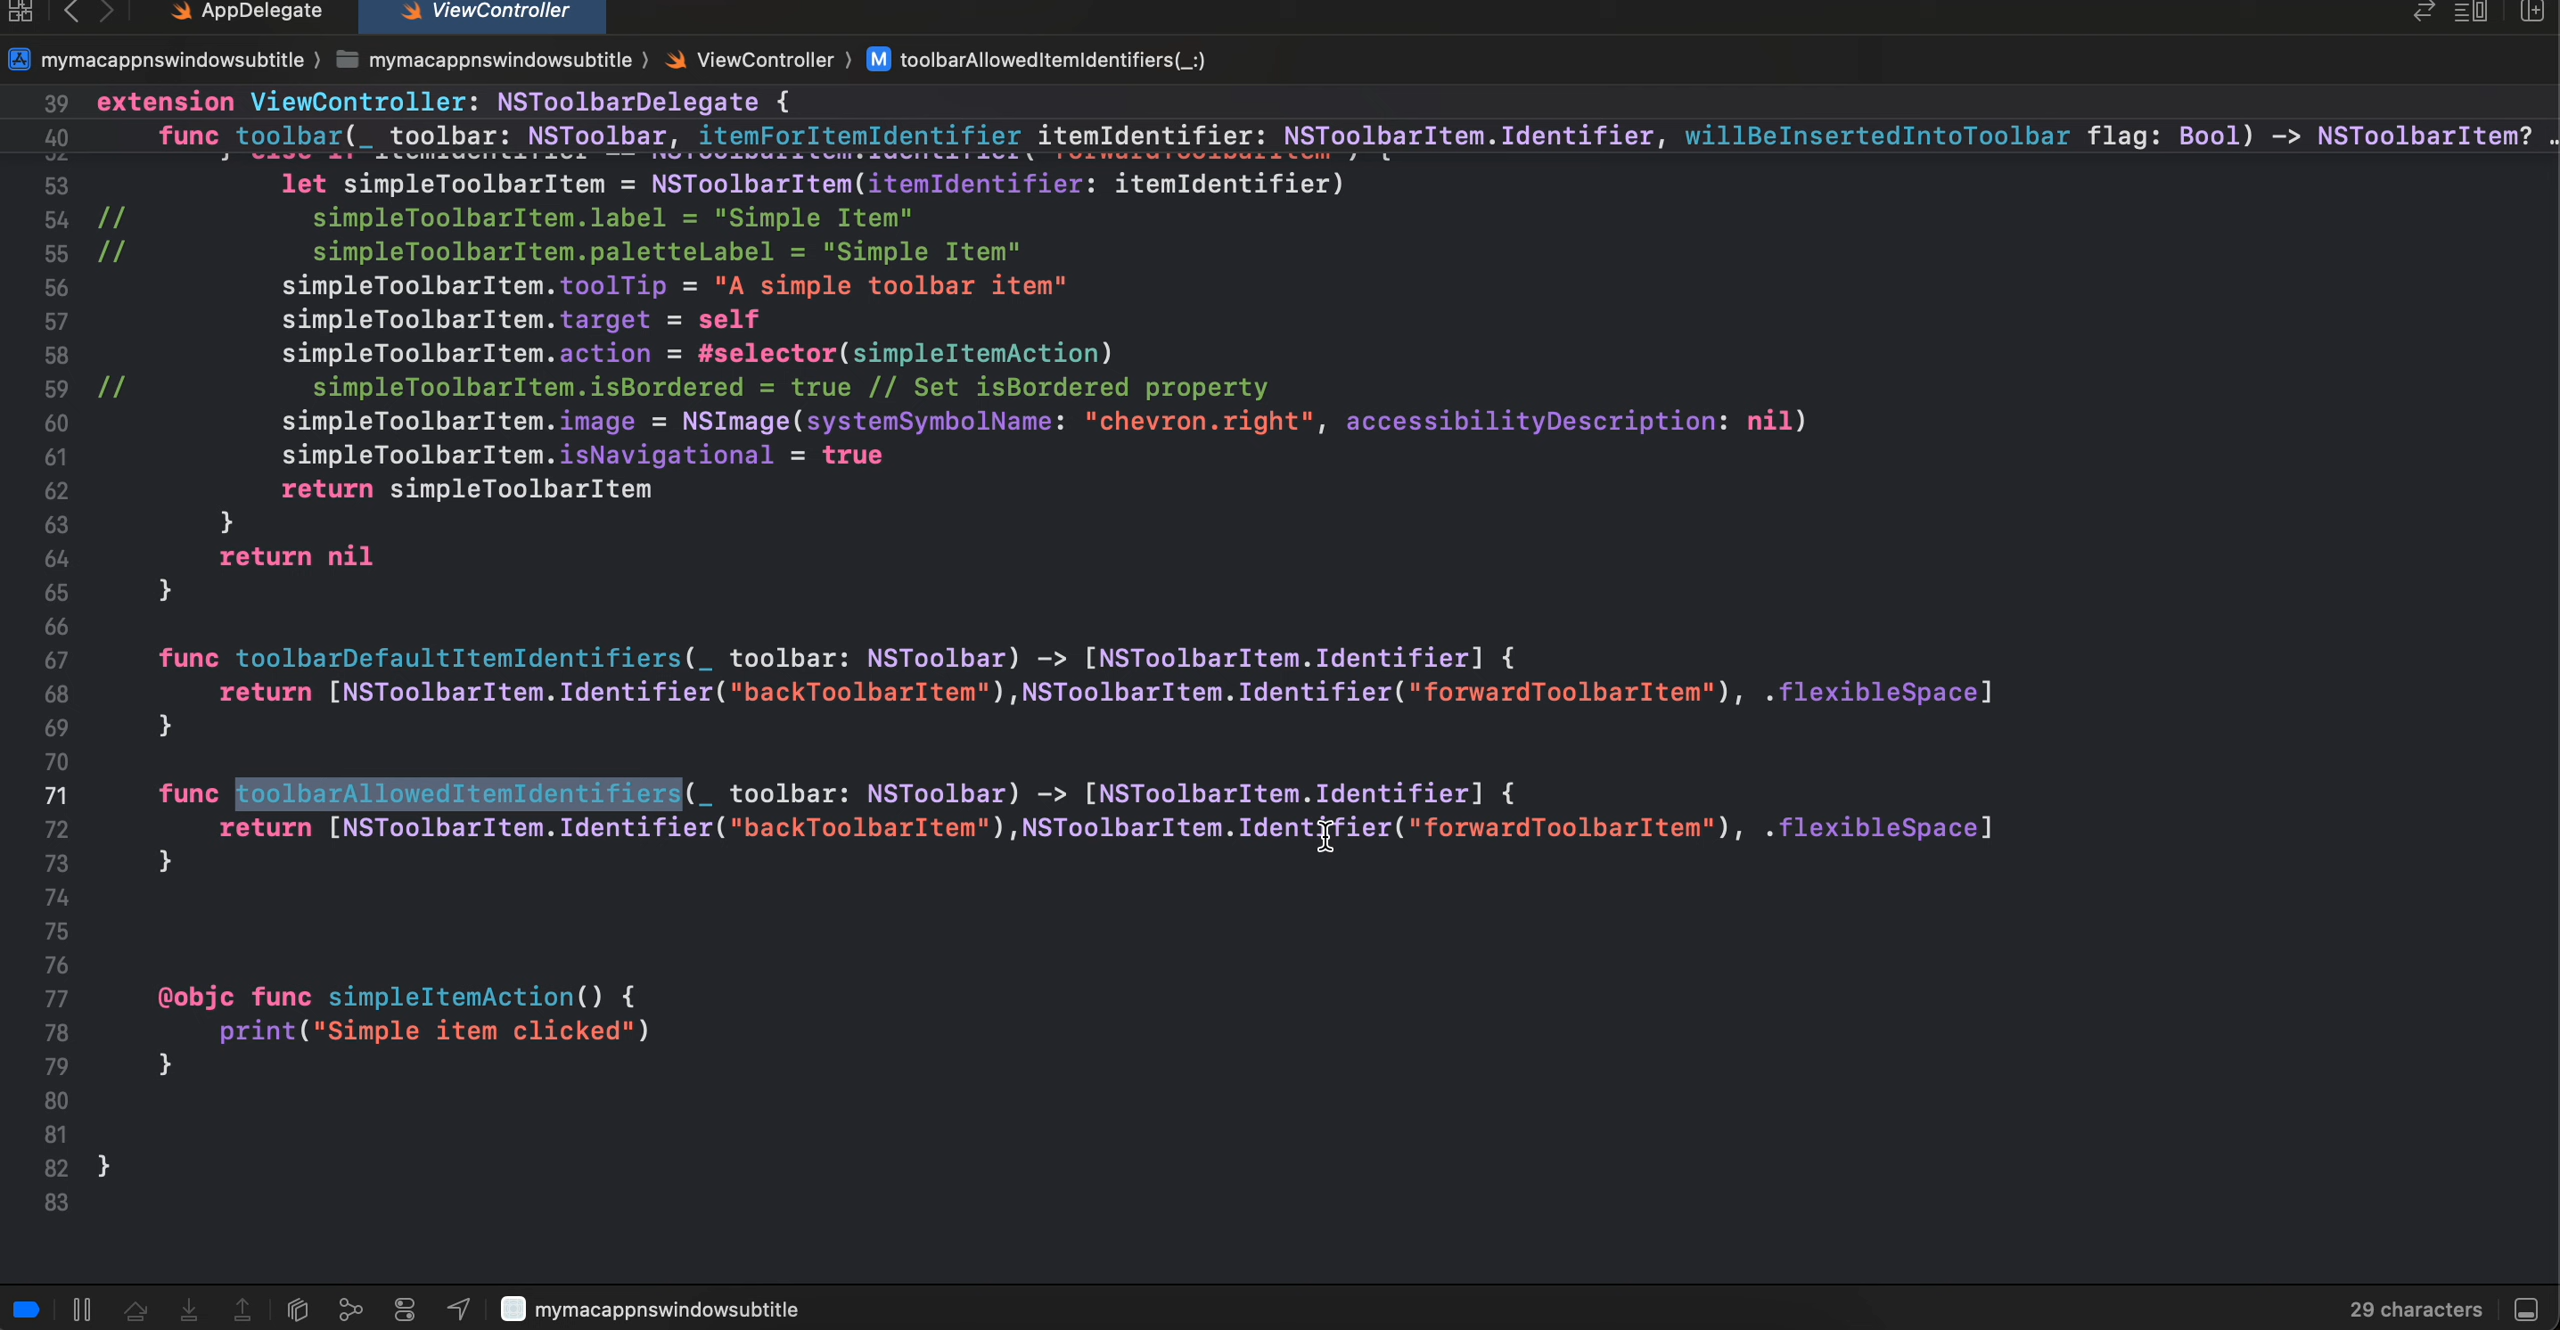 AppDelegate
ViewController
mymacappnswindowsubtitle 〉 mymacappnswindowsubtitle 〉 ViewController 〉 M toolbarAllowedItemIdentifiers(_:)
39 extension ViewController: NSToolbarDelegate {
40 func toolbar(_ toolbar: NSToolbar, itemForItemIdentifier itemIdentifier: NSToolbarItem.Identifier, willBeInsertedIntoToolbar flag: Bool) -> NSToolbarItem? …
52 } else if itemIdentifier == NSToolbarItem.Identifier("forwardToolbarItem") {
53 let simpleToolbarItem = NSToolbarItem(itemIdentifier: itemIdentifier)
54 // simpleToolbarItem.label = "Simple Item"
55 // simpleToolbarItem.paletteLabel = "Simple Item"
56 simpleToolbarItem.toolTip = "A simple toolbar item"
57 simpleToolbarItem.target = self
58 simpleToolbarItem.action = #selector(simpleItemAction)
59 // simpleToolbarItem.isBordered = true // Set isBordered property
60 simpleToolbarItem.image = NSImage(systemSymbolName: "chevron.right", accessibilityDescription: nil)
61 simpleToolbarItem.isNavigational = true
62 return simpleToolbarItem
63 }
64 return nil
65 }
66
67 func toolbarDefaultItemIdentifiers(_ toolbar: NSToolbar) -> [NSToolbarItem.Identifier] {
68 return [NSToolbarItem.Identifier("backToolbarItem"),NSToolbarItem.Identifier("forwardToolbarItem"), .flexibleSpace]
69 }
70
71 func toolbarAllowedItemIdentifiers(_ toolbar: NSToolbar) -> [NSToolbarItem.Identifier] {
72 return [NSToolbarItem.Identifier("backToolbarItem"),NSToolbarItem.Identifier("forwardToolbarItem"), .flexibleSpace]
73 }
74
75
76
77 @objc func simpleItemAction() {
78 print("Simple item clicked")
79 }
80
81
82 }
83
mymacappnswindowsubtitle
29 characters